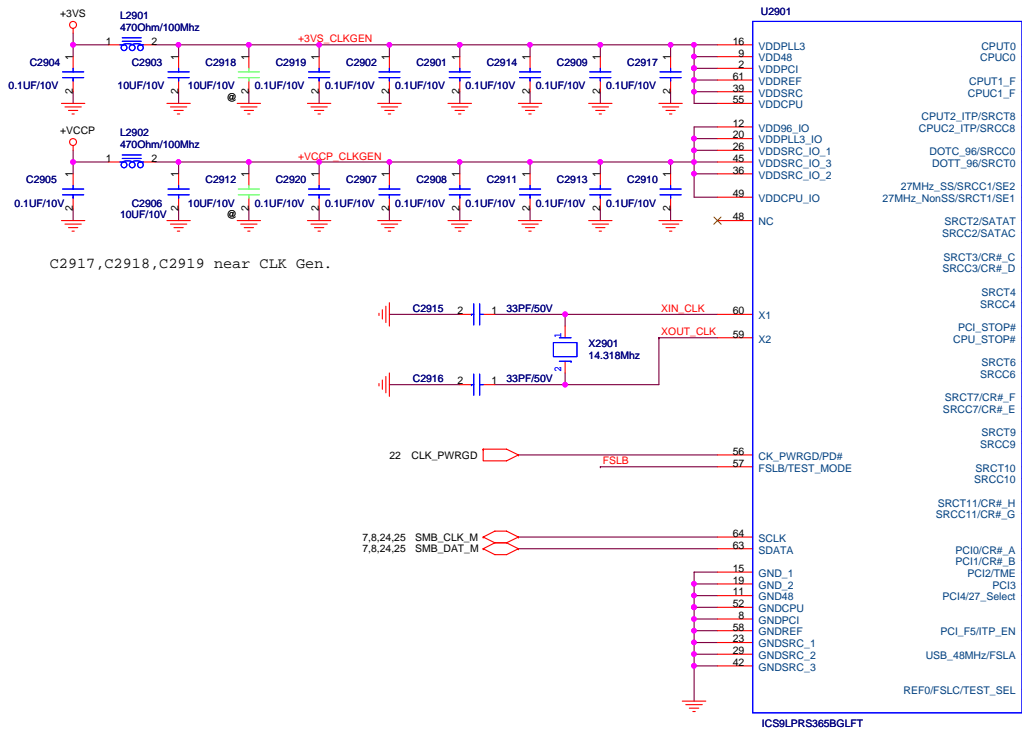 +3VS
L2901
470Ohm/100Mhz
1 2
+3VS_CLKGEN
C2904
0.1UF/10V
C2903
10UF/10V
C2918
10UF/10V
@
C2919
0.1UF/10V
C2902
0.1UF/10V
C2901
0.1UF/10V
C2914
0.1UF/10V
C2909
0.1UF/10V
C2917
0.1UF/10V
+VCCP
L2902
470Ohm/100Mhz
1 2
+VCCP_CLKGEN
C2905
0.1UF/10V
C2906
10UF/10V
C2912
10UF/10V
@
C2920
0.1UF/10V
C2907
0.1UF/10V
C2908
0.1UF/10V
C2911
0.1UF/10V
C2913
0.1UF/10V
C2910
0.1UF/10V
C2917,C2918,C2919 near CLK Gen.
C2915 2 1 33PF/50V
XIN_CLK
XOUT_CLK
1
X2901
14.318Mhz
2
C2916 2 1 33PF/50V
22 CLK_PWRGD
FSLB
7,8,24,25 SMB_CLK_M
7,8,24,25 SMB_DAT_M
U2901
16 VDDPLL3
9 VDD48
2 VDDPCI
61 VDDREF
39 VDDSRC
55 VDDCPU
12 VDD96_IO
20 VDDPLL3_IO
26 VDDSRC_IO_1
45 VDDSRC_IO_3
36 VDDSRC_IO_2
49 VDDCPU_IO
48 NC
60 X1
59 X2
56 CK_PWRGD/PD#
57 FSLB/TEST_MODE
64 SCLK
63 SDATA
15 GND_1
19 GND_2
11 GND48
52 GNDCPU
8 GNDPCI
58 GNDREF
23 GNDSRC_1
29 GNDSRC_2
42 GNDSRC_3
CPUT0
CPUC0
CPUT1_F
CPUC1_F
CPUT2_ITP/SRCT8
CPUC2_ITP/SRCC8
DOTC_96/SRCC0
DOTT_96/SRCT0
27MHz_SS/SRCC1/SE2
27MHz_NonSS/SRCT1/SE1
SRCT2/SATAT
SRCC2/SATAC
SRCT3/CR#_C
SRCC3/CR#_D
SRCT4
SRCC4
PCI_STOP#
CPU_STOP#
SRCT6
SRCC6
SRCT7/CR#_F
SRCC7/CR#_E
SRCT9
SRCC9
SRCT10
SRCC10
SRCT11/CR#_H
SRCC11/CR#_G
PCI0/CR#_A
PCI1/CR#_B
PCI2/TME
PCI3
PCI4/27_Select
PCI_F5/ITP_EN
USB_48MHz/FSLA
REF0/FSLC/TEST_SEL
ICS9LPRS365BGLFT